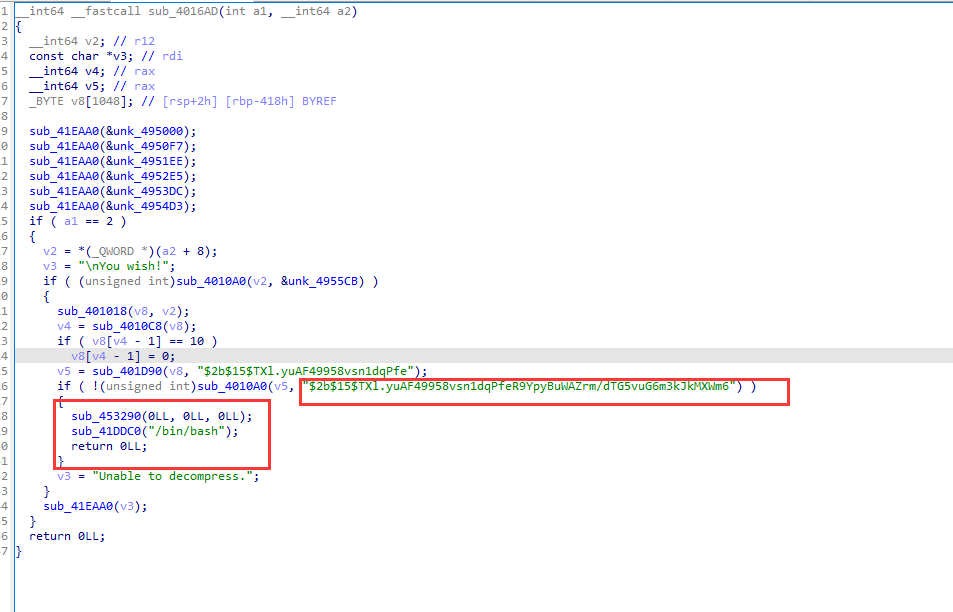 1 __int64 __fastcall sub_4016AD(int a1, __int64 a2)
2 {
3 __int64 v2; // r12
4 const char *v3; // rdi
5 __int64 v4; // rax
6 __int64 v5; // rax
7 _BYTE v8[1048]; // [rsp+2h] [rbp-418h] BYREF
8
9 sub_41EAA0(&unk_495000);
0 sub_41EAA0(&unk_4950F7);
1 sub_41EAA0(&unk_4951EE);
2 sub_41EAA0(&unk_4952E5);
3 sub_41EAA0(&unk_4953DC);
4 sub_41EAA0(&unk_4954D3);
5 if ( a1 == 2 )
6 {
7 v2 = *(_QWORD *)(a2 + 8);
8 v3 = "\nYou wish!";
9 if ( (unsigned int)sub_4010A0(v2, &unk_4955CB) )
0 {
1 sub_401018(v8, v2);
2 v4 = sub_4010C8(v8);
3 if ( v8[v4 - 1] == 10 )
4 v8[v4 - 1] = 0;
5 v5 = sub_401D90(v8, "$2b$15$TXl.yuAF49958vsn1dqPfe");
6 if ( !(unsigned int)sub_4010A0(v5, "$2b$15$TXl.yuAF49958vsn1dqPfeR9YpyBuWAZrm/dTG5vuG6m3kJkMXWm6") )
7 {
8 sub_453290(0LL, 0LL, 0LL);
9 sub_41DDC0("/bin/bash");
0 return 0LL;
1 }
2 v3 = "Unable to decompress.";
3 }
4 sub_41EAA0(v3);
5 }
6 return 0LL;
7 }